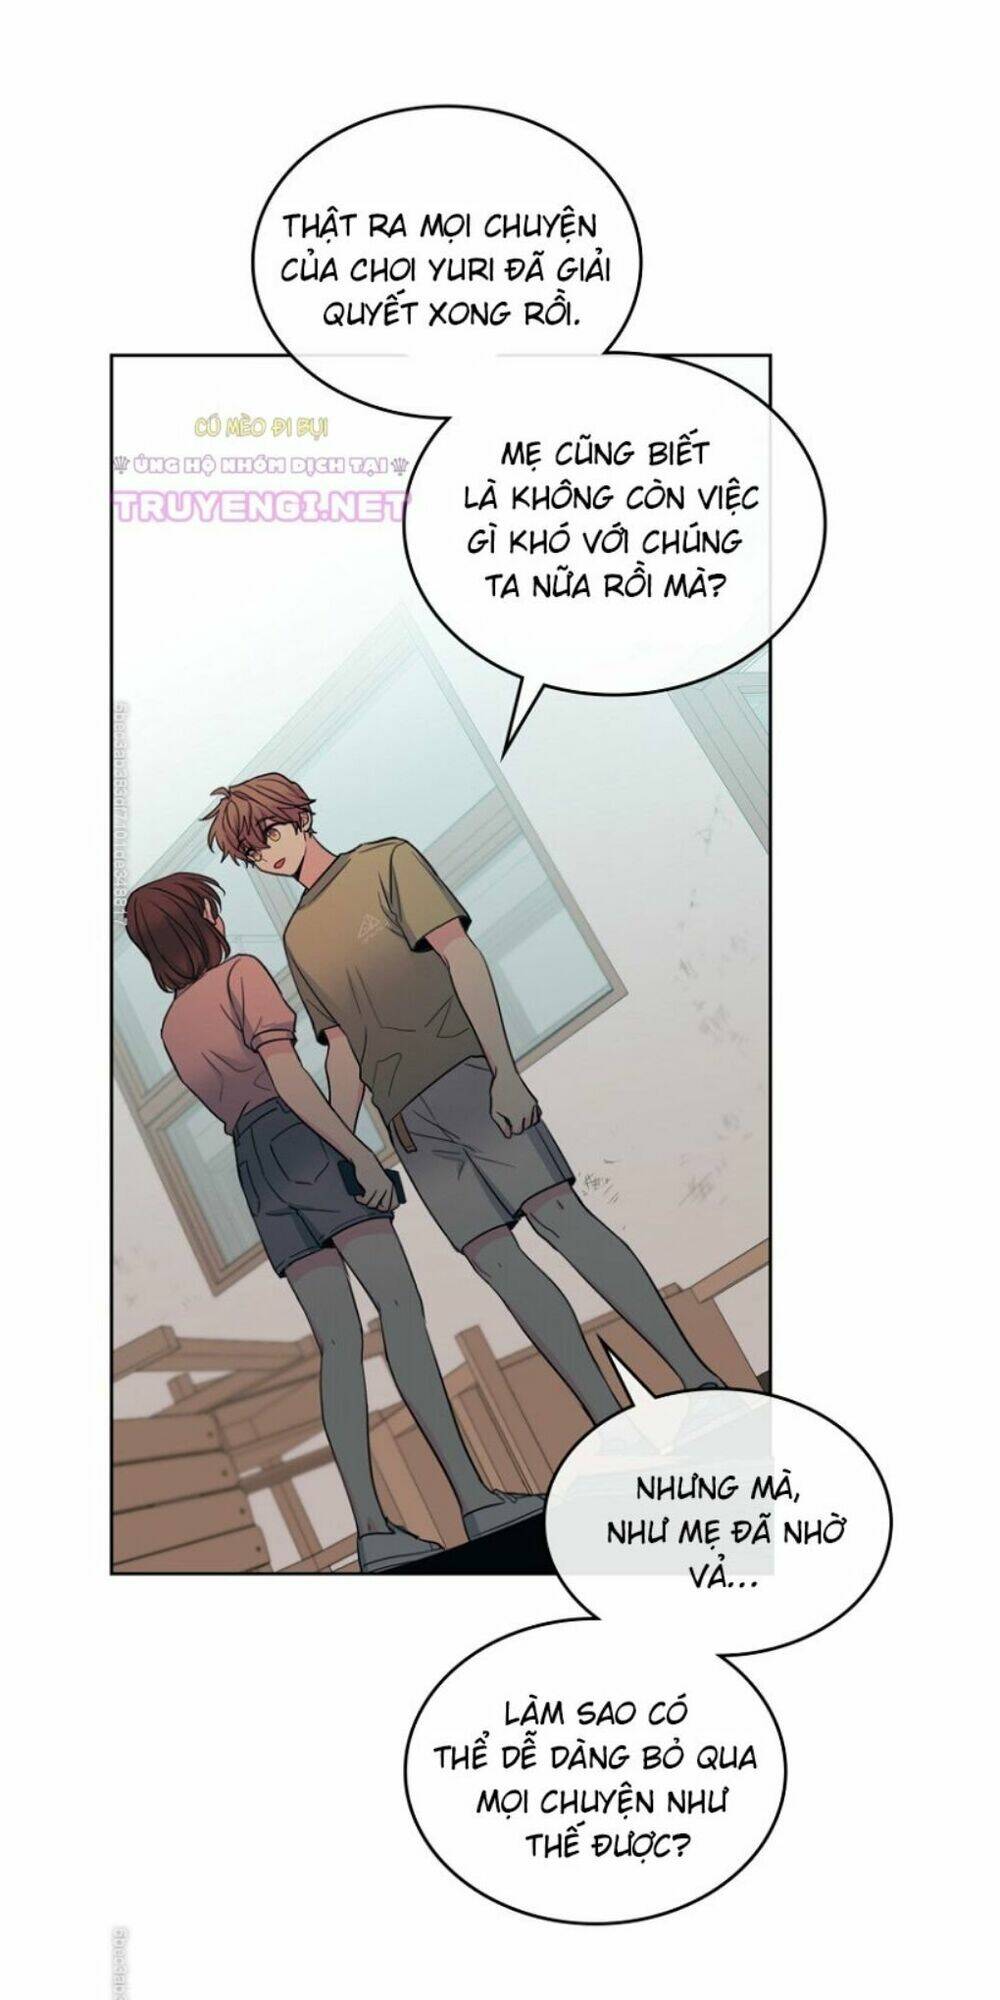 THẬT RA MỌI CHUYỆN
CỦA CHOI YURI ĐÃ GIẢI
QUYẾT XONG RỒI.
CÚ MÈO ĐI BỤI
ỦNG HỘ NHÓM DỊCH TẠI
TRUYENGI.NET
MẸ CŨNG BIẾT
LÀ KHÔNG CÒN VIỆC
GÌ KHÓ VỚI CHÚNG
TA NỮA RỒI MÀ?
NHƯNG MÀ,
NHƯ MẸ ĐÃ NHỜ
VẢ...
LÀM SAO CÓ
THỂ DỄ DÀNG BỎ QUA
MỌI CHUYỆN NHƯ
THẾ ĐƯỢC?